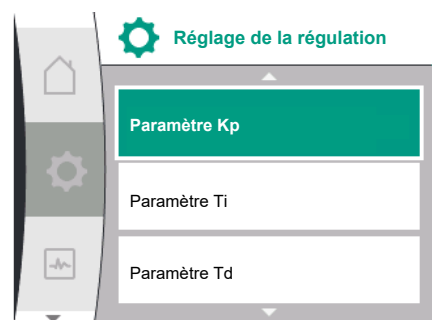 Réglage de la régulation
Paramètre Kp
Paramètre Ti
Paramètre Td